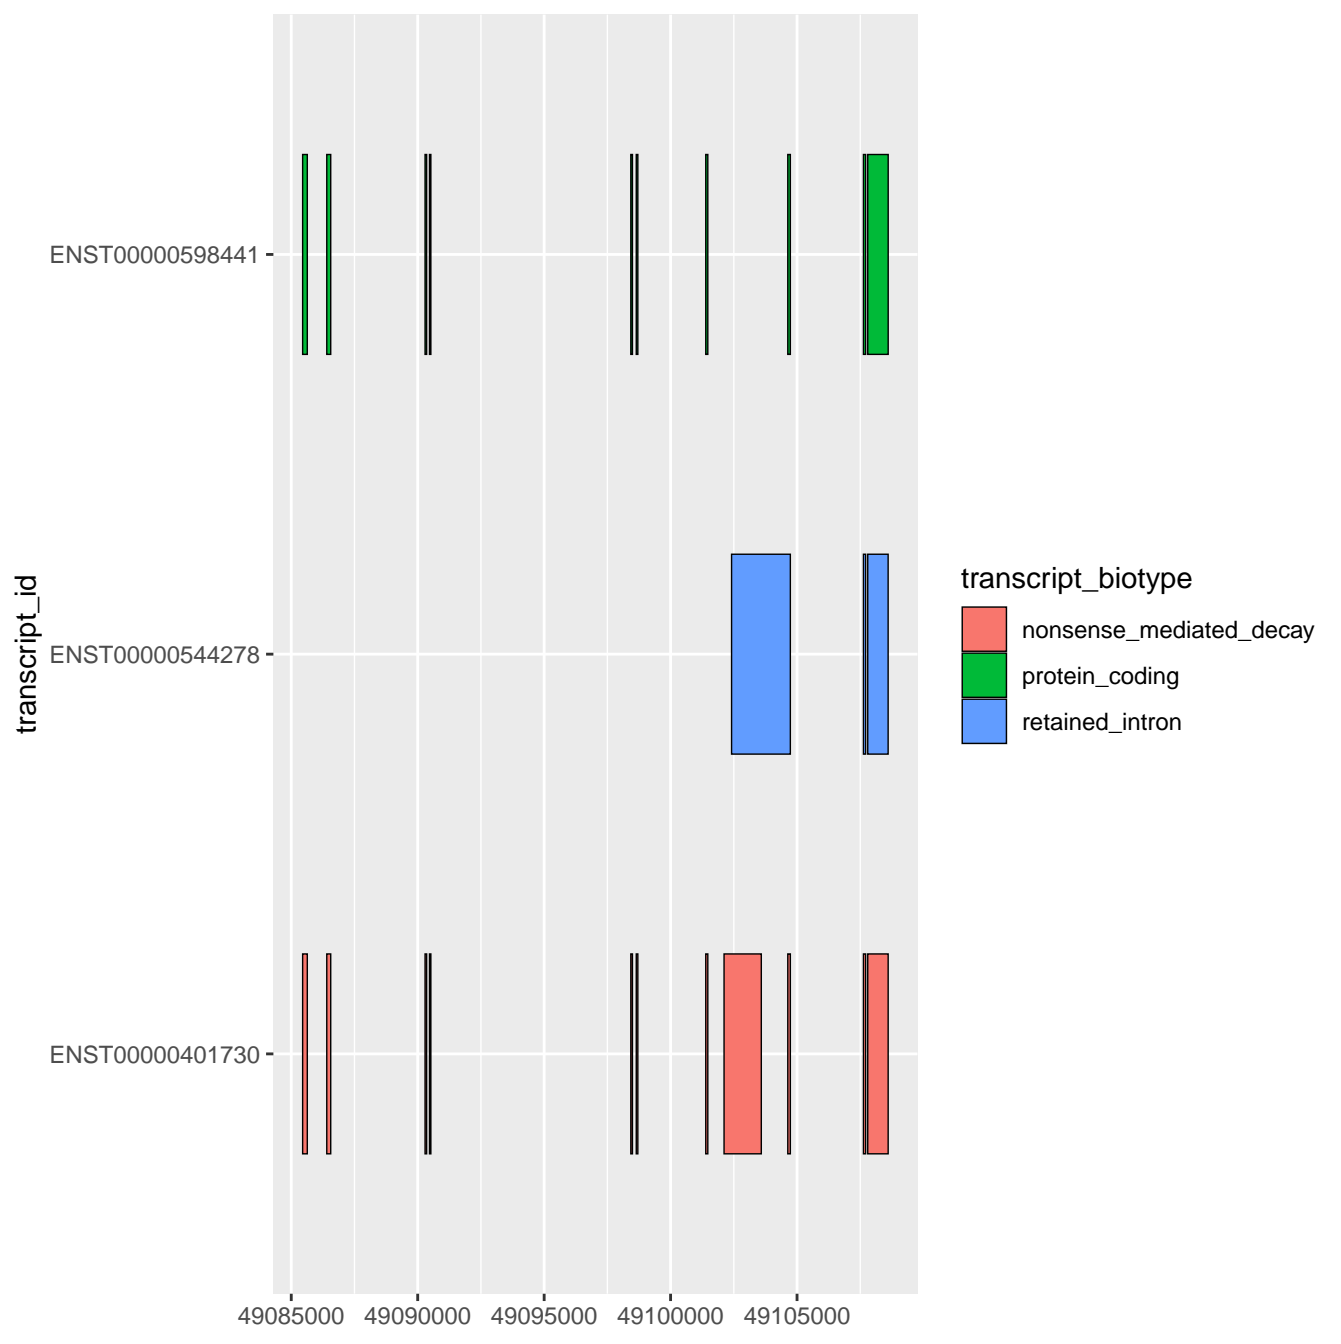 transcript_id
ENST00000598441
ENST00000544278
ENST00000401730
49085000 49090000 49095000 49100000 49105000
transcript_biotype
nonsense_mediated_decay
protein_coding
retained_intron